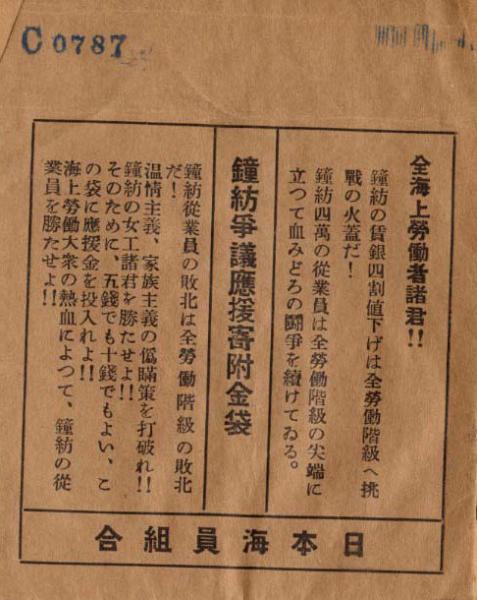 C0787
全海上勞働者諸君!!
鐘紡の賃銀四割値下げは全勞働階級へ挑
戰の火蓋だ!
鐘紡四萬の從業員は全勞働階級の尖端に
立つて血みどろの鬪爭を續けてゐる。
鐘紡爭議應援寄附金袋
鐘紡從業員の敗北は全勞働階級の敗北
だ!
温情主義、家族主義の僞瞞策を打破れ!!
鐘紡の女工諸君を勝たせよ!!
そのために、五錢でも十錢でもよい、こ
の袋に應援金を投入れよ!!
海上勞働大衆の熱血によつて、鐘紡の從
業員を勝たせよ!!
日本海員組合